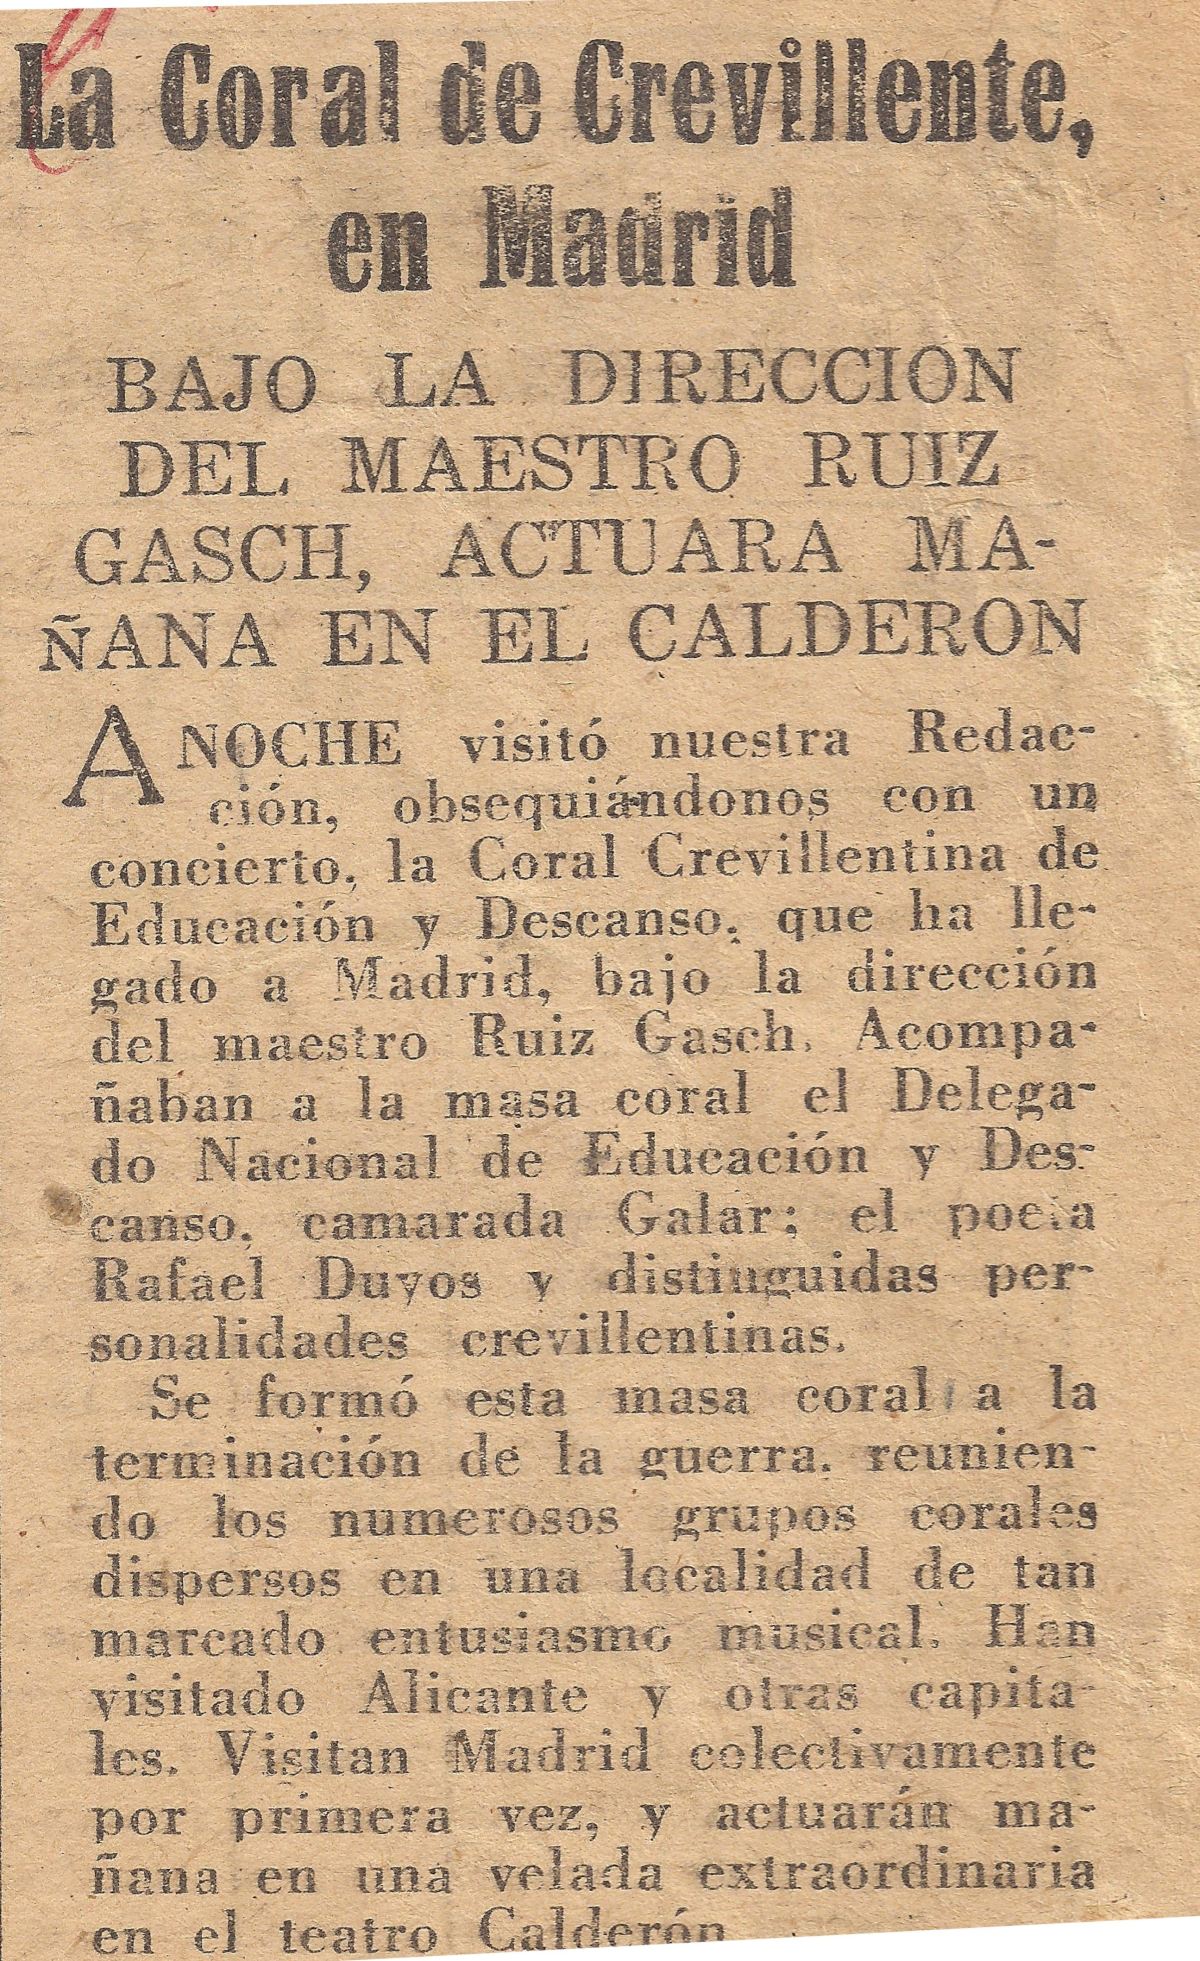 La Coral de Crevillente,
en Madrid
BAJO LA DIRECCION
DEL MAESTRO RUIZ
GASCH, ACTUARA MA-
ÑANA EN EL CALDERON
ANOCHE visitó nuestra Redac-
ción, obsequiándonos con un
concierto, la Coral Crevillentina de
Educación y Descanso, que ha lle-
gado a Madrid, bajo la dirección
del maestro Ruiz Gasch. Acompa-
ñaban a la masa coral el Delega-
do Nacional de Educación y Des-
canso, camarada Galar; el poeta
Rafael Duyos y distinguidas per-
sonalidades crevillentinas.
Se formó esta masa coral a la
terminación de la guerra, reunien-
do los numerosos grupos corales
dispersos en una localidad de tan
marcado entusiasmo musical. Han
visitado Alicante y otras capita-
les. Visitan Madrid colectivamente
por primera vez, y actuarán ma-
ñana en una velada extraordinaria
en el teatro Calderón